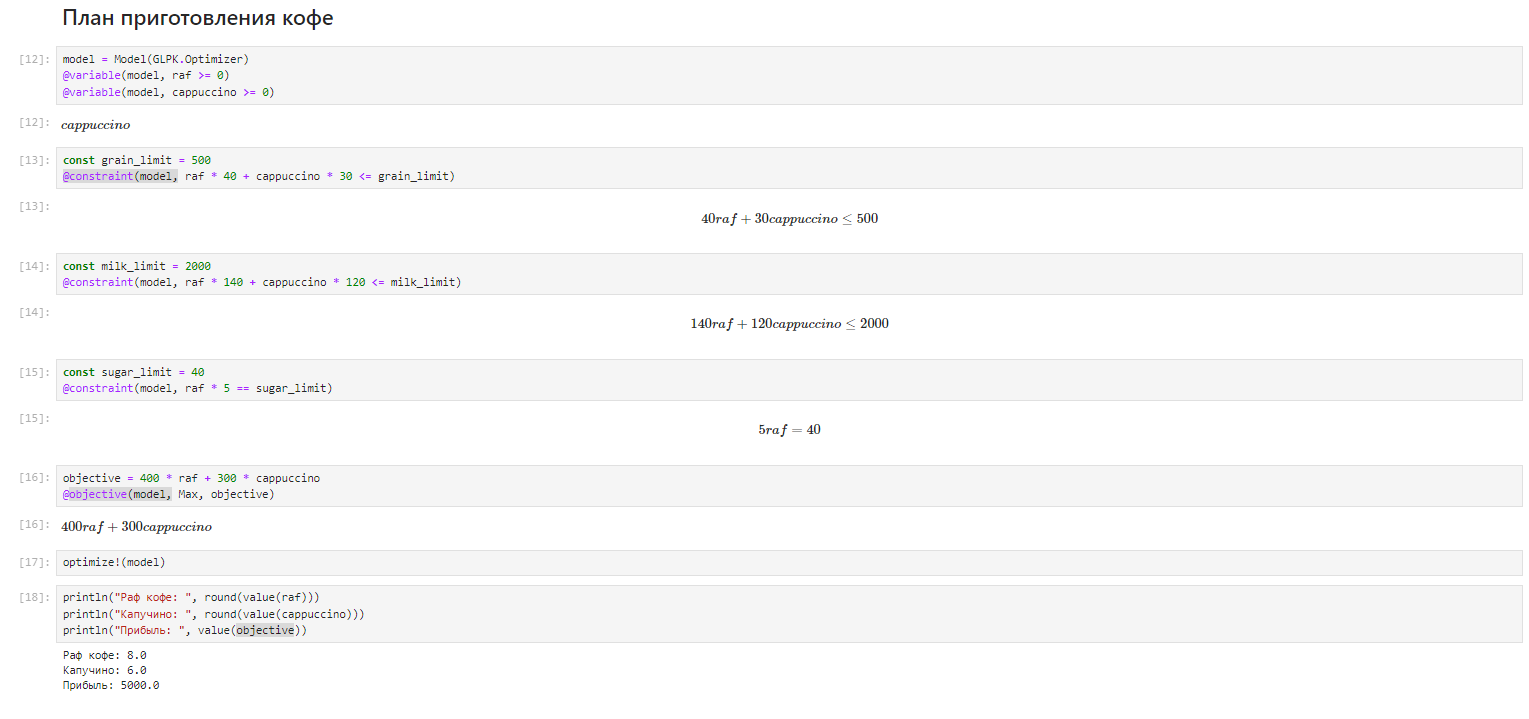 План приготовления кофе
[12]: model = Model(GLPK.Optimizer)
@variable(model, raf >= 0)
@variable(model, cappuccino >= 0)
[12]: cappuccino
[13]: const grain_limit = 500
@constraint(model, raf * 40 + cappuccino * 30 <= grain_limit)
[13]:
40raf + 30cappuccino ≤ 500
[14]: const milk_limit = 2000
@constraint(model, raf * 140 + cappuccino * 120 <= milk_limit)
[14]:
140raf + 120cappuccino ≤ 2000
[15]: const sugar_limit = 40
@constraint(model, raf * 5 == sugar_limit)
[15]:
5raf = 40
[16]: objective = 400 * raf + 300 * cappuccino
@objective(model, Max, objective)
[16]: 400raf + 300cappuccino
[17]: optimize!(model)
[18]: println("Раф кофе: ", round(value(raf)))
println("Капучино: ", round(value(cappuccino)))
println("Прибыль: ", value(objective))
Раф кофе: 8.0
Капучино: 6.0
Прибыль: 5000.0